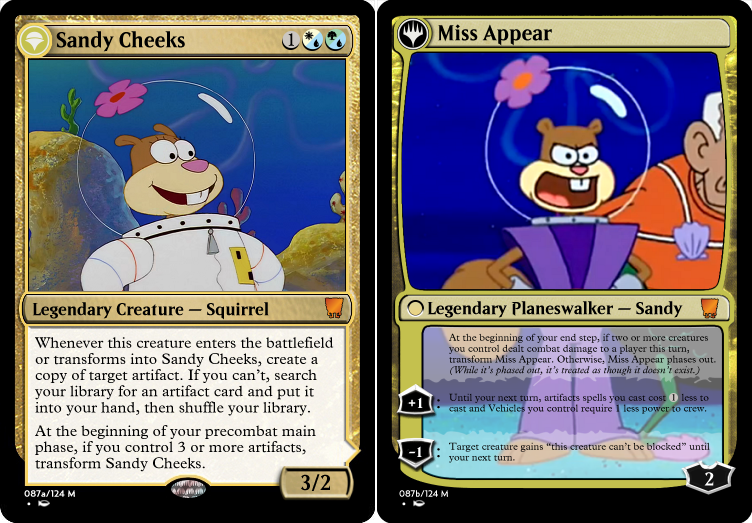 Sandy Cheeks
1
Legendary Creature — Squirrel
Whenever this creature enters the battlefield
or transforms into Sandy Cheeks, create a
copy of target artifact. If you can't, search
your library for an artifact card and put it
into your hand, then shuffle your library.
At the beginning of your precombat main
phase, if you control 3 or more artifacts,
transform Sandy Cheeks.
3/2
087a/124 M
Miss Appear
Legendary Planeswalker — Sandy
At the beginning of your end step, if two or more creatures
you control dealt combat damage to a player this turn,
transform Miss Appear. Otherwise, Miss Appear phases out.
(While it's phased out, it's treated as though it doesn't exist.)
+1
: Until your next turn, artifacts spells you cast cost 1 less to
cast and Vehicles you control require 1 less power to crew.
-1
: Target creature gains “this creature can't be blocked” until
your next turn.
2
087b/124 M